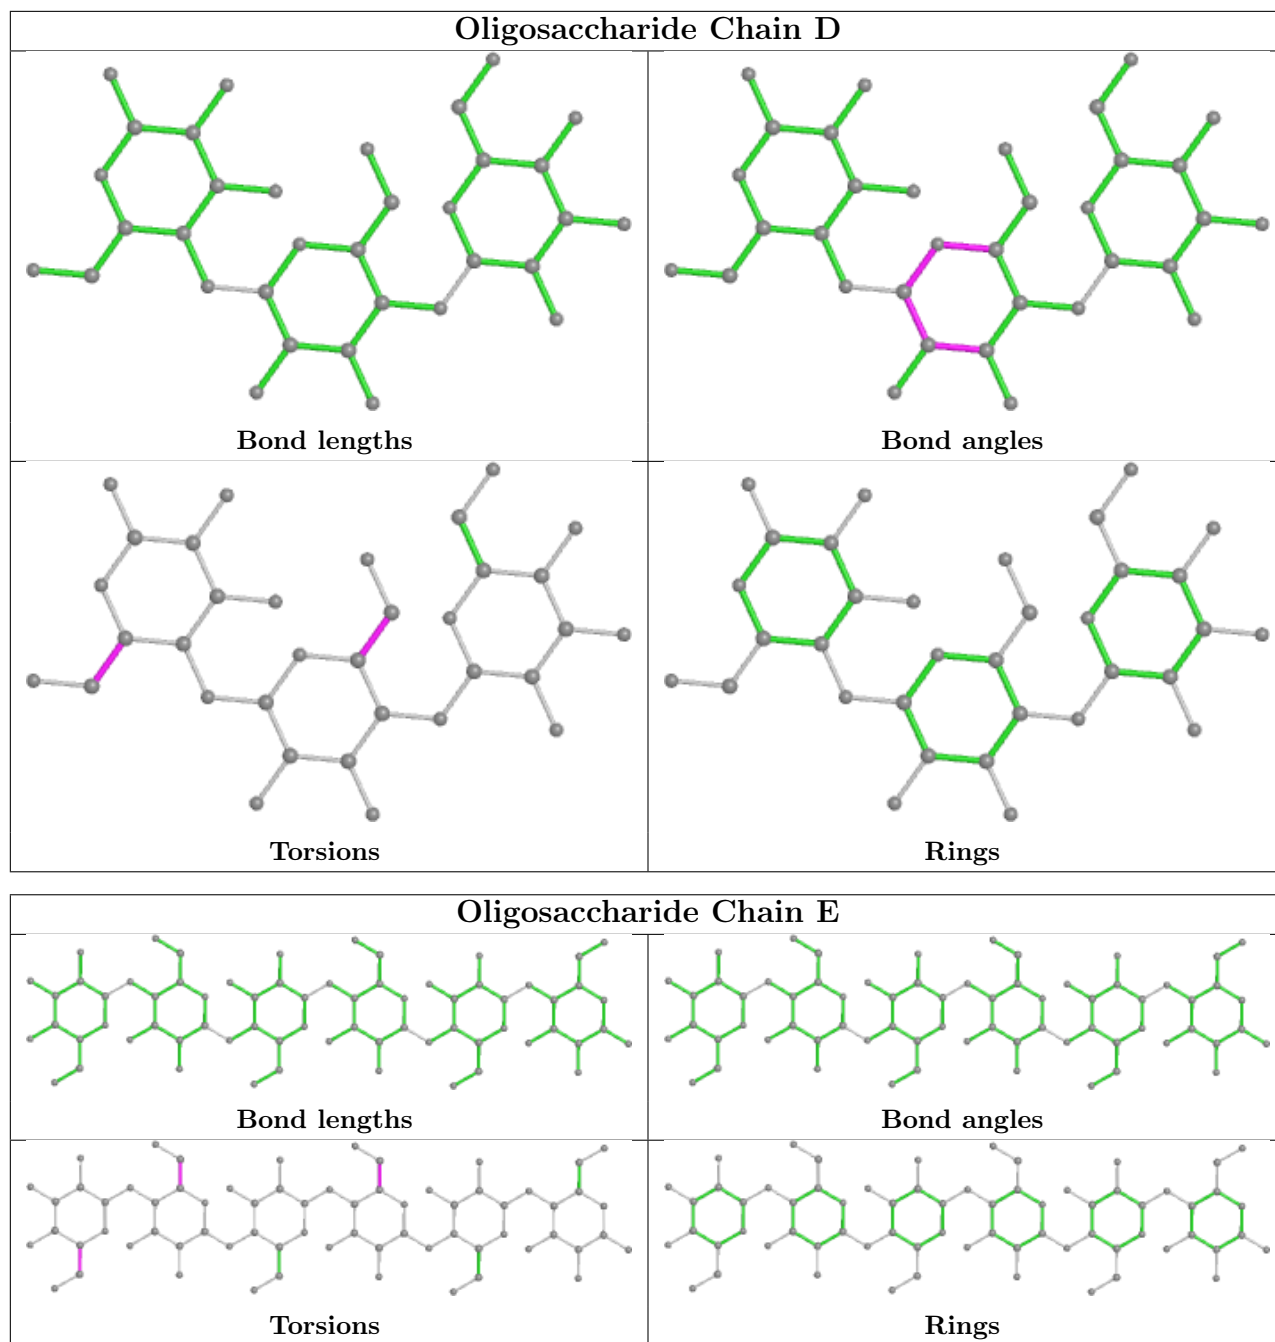 Oligosaccharide Chain D
Bond lengths
Bond angles
Torsions
Rings
Oligosaccharide Chain E
Bond lengths
Bond angles
Torsions
Rings